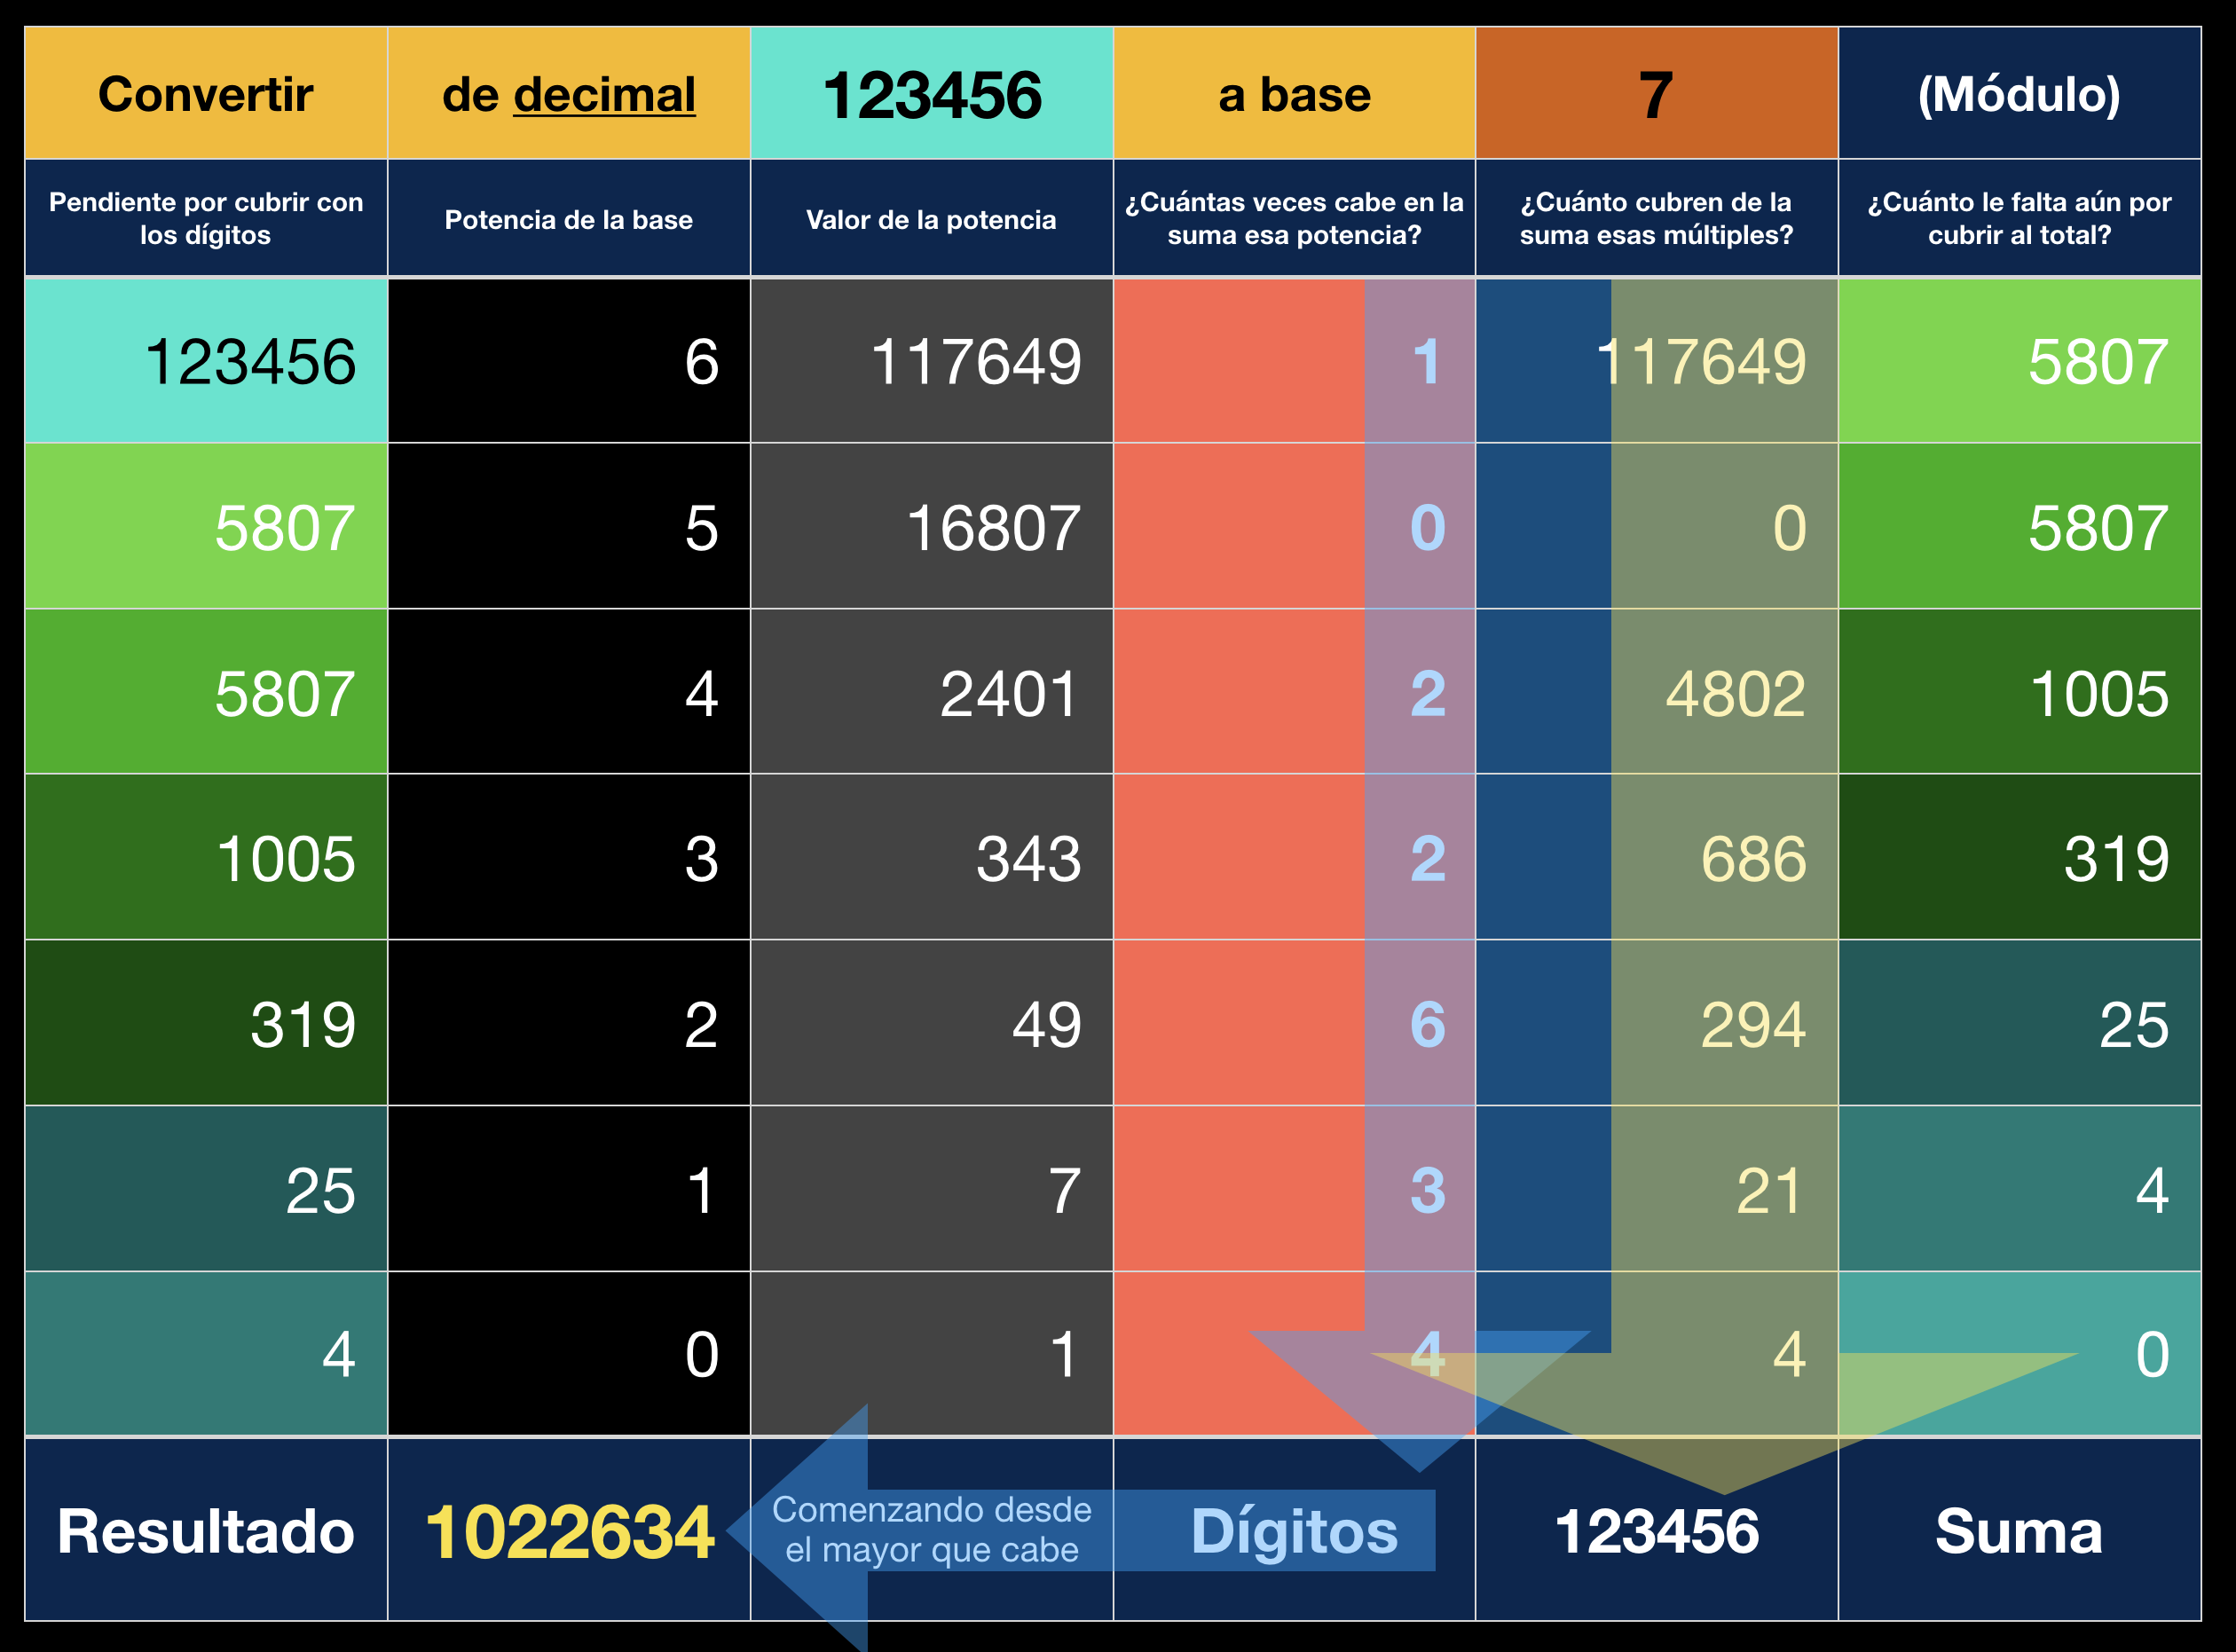 Convertir de decimal 123456 a base 7 (Módulo)
Pendiente por cubrir con los dígitos Potencia de la base Valor de la potencia ¿Cuántas veces cabe en la suma esa potencia? ¿Cuánto cubren de la suma esas múltiples? ¿Cuánto le falta aún por cubrir al total?
123456 6 117649 1 117649 5807
5807 5 16807 0 0 5807
5807 4 2401 2 4802 1005
1005 3 343 2 686 319
319 2 49 6 294 25
25 1 7 3 21 4
4 0 1 4 4 0
Resultado 1022634 Comenzando desde el mayor que cabe Dígitos 123456 Suma